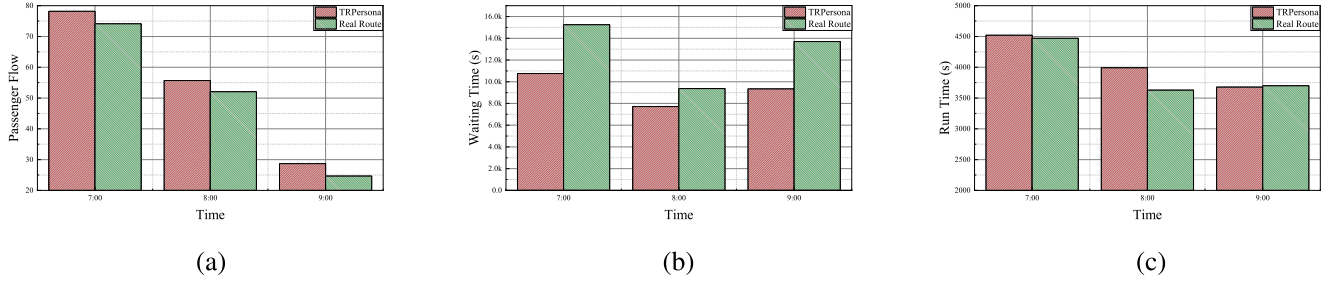 80
70
60
50
40
30
20
Passenger Flow
TRPersona
Real Route
7:00
8:00
9:00
Time
(a)
16.0k
14.0k
12.0k
10.0k
8.0k
6.0k
4.0k
2.0k
0.0
Waiting Time (s)
TRPersona
Real Route
7:00
8:00
9:00
Time
(b)
5000
4500
4000
3500
3000
2500
2000
Run Time (s)
TRPersona
Real Route
7:00
8:00
9:00
Time
(c)